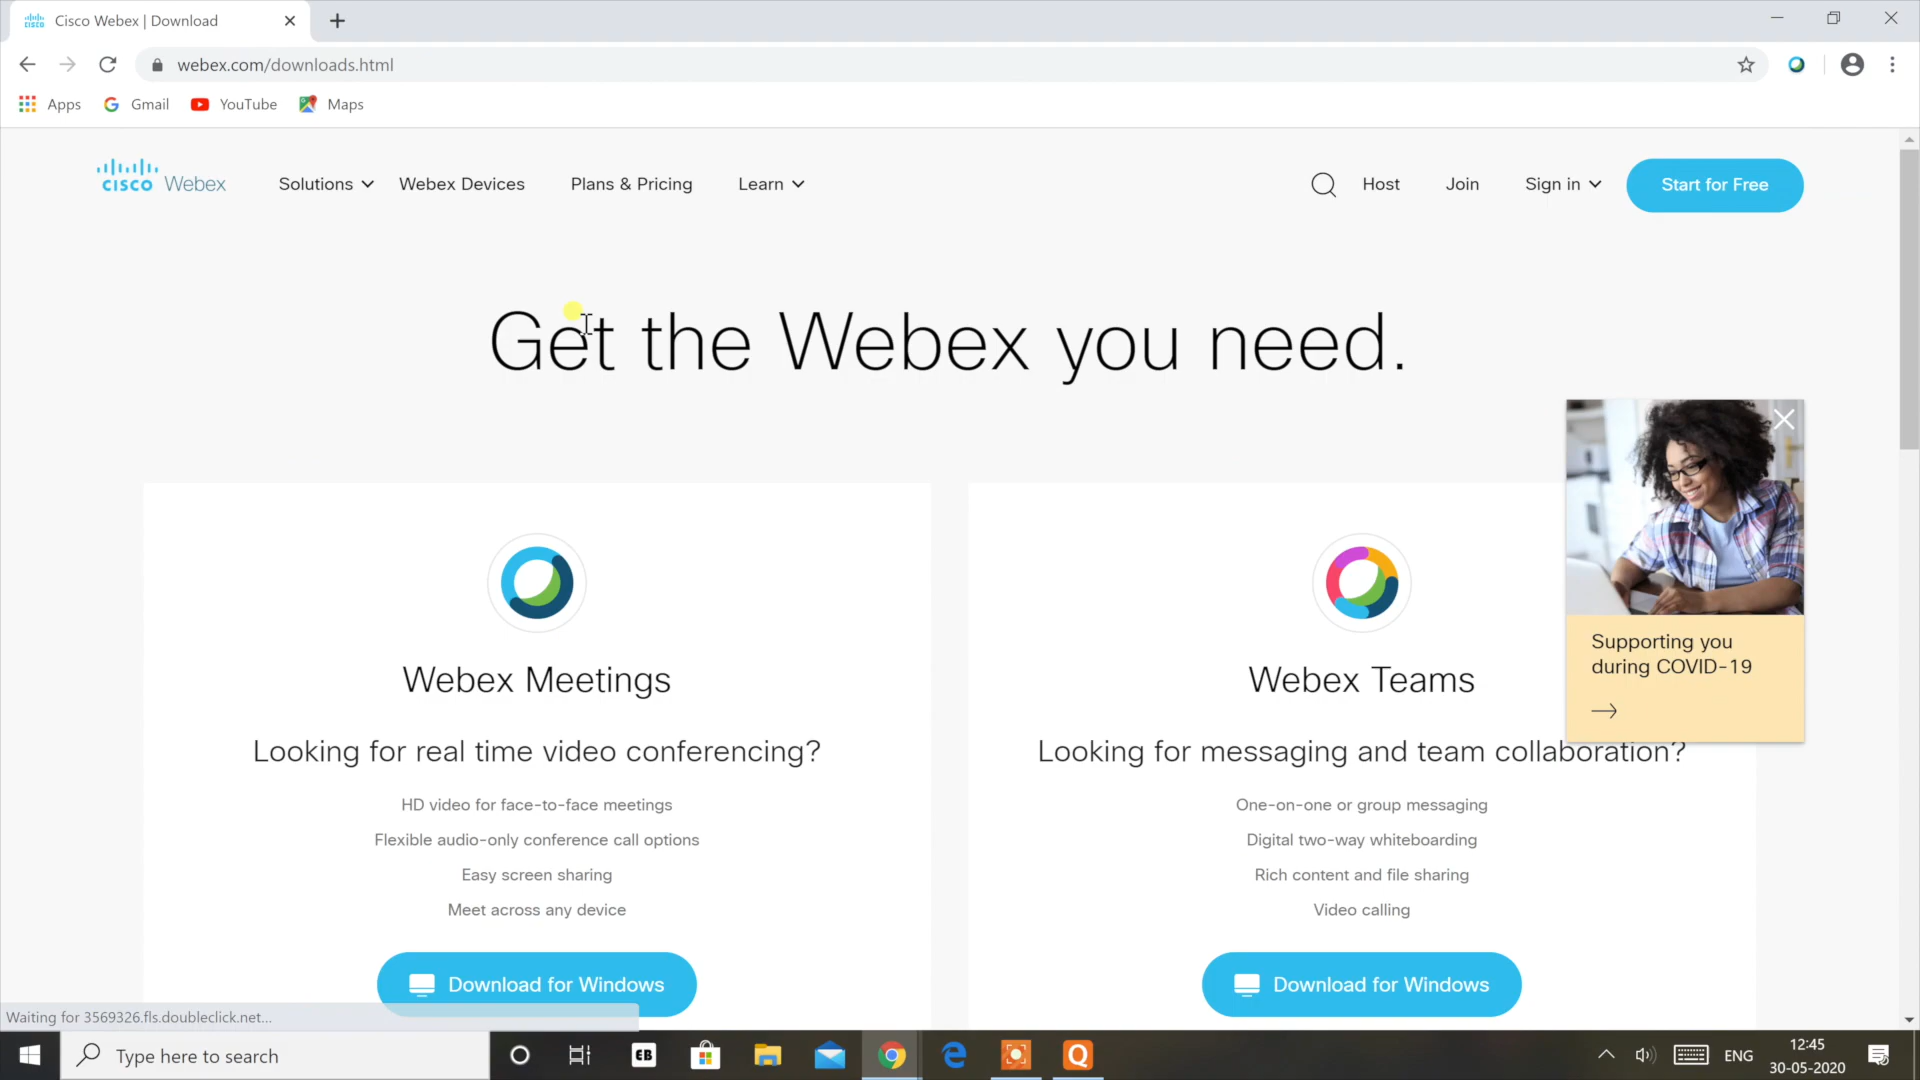 Cisco Webex | Download
webex.com/downloads.html
Apps Gmail YouTube Maps
CISCO Webex Solutions Webex Devices Plans & Pricing Learn Host Join Sign in Start for Free
Get the Webex you need.
Supporting you
during COVID-19
Webex Meetings
Looking for real time video conferencing?
HD video for face-to-face meetings
Flexible audio-only conference call options
Easy screen sharing
Meet across any device
Download for Windows
Webex Teams
Looking for messaging and team collaboration?
One-on-one or group messaging
Digital two-way whiteboarding
Rich content and file sharing
Video calling
Download for Windows
Waiting for 3569326.fls.doubleclick.net...
Type here to search
EB
Q
ENG
12:45
30-05-2020